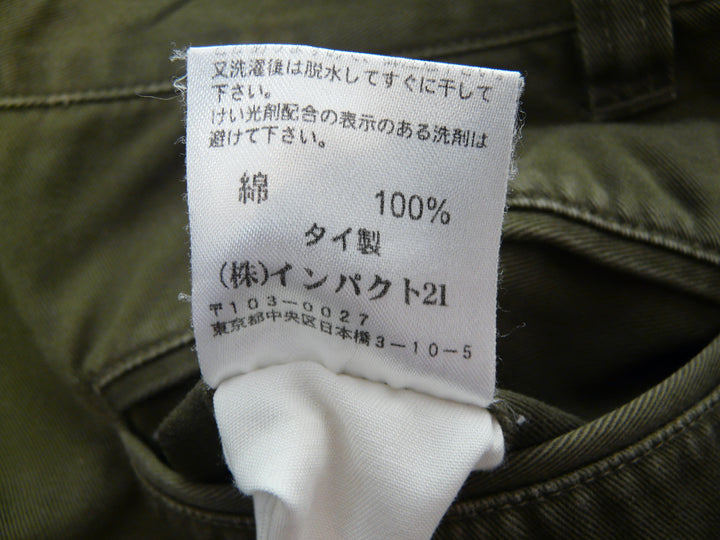 又洗濯後は脱水してすぐに干して
下さい。
けい光剤配合の表示のある洗剤は
避けて下さい。
綿 100%
タイ製
(株)インパクト21
〒103-0027
東京都中央区日本橋3-10-5